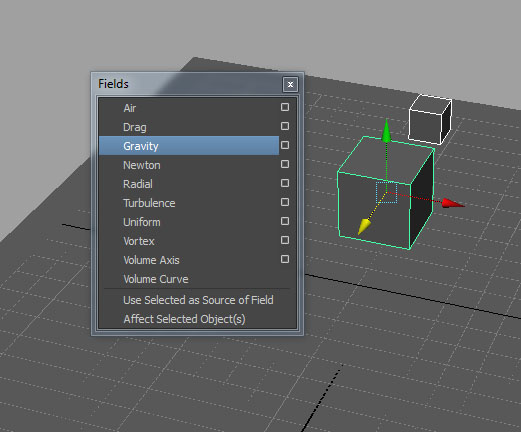 Fields
Air
Drag
Gravity
Newton
Radial
Turbulence
Uniform
Vortex
Volume Axis
Volume Curve
Use Selected as Source of Field
Affect Selected Object(s)